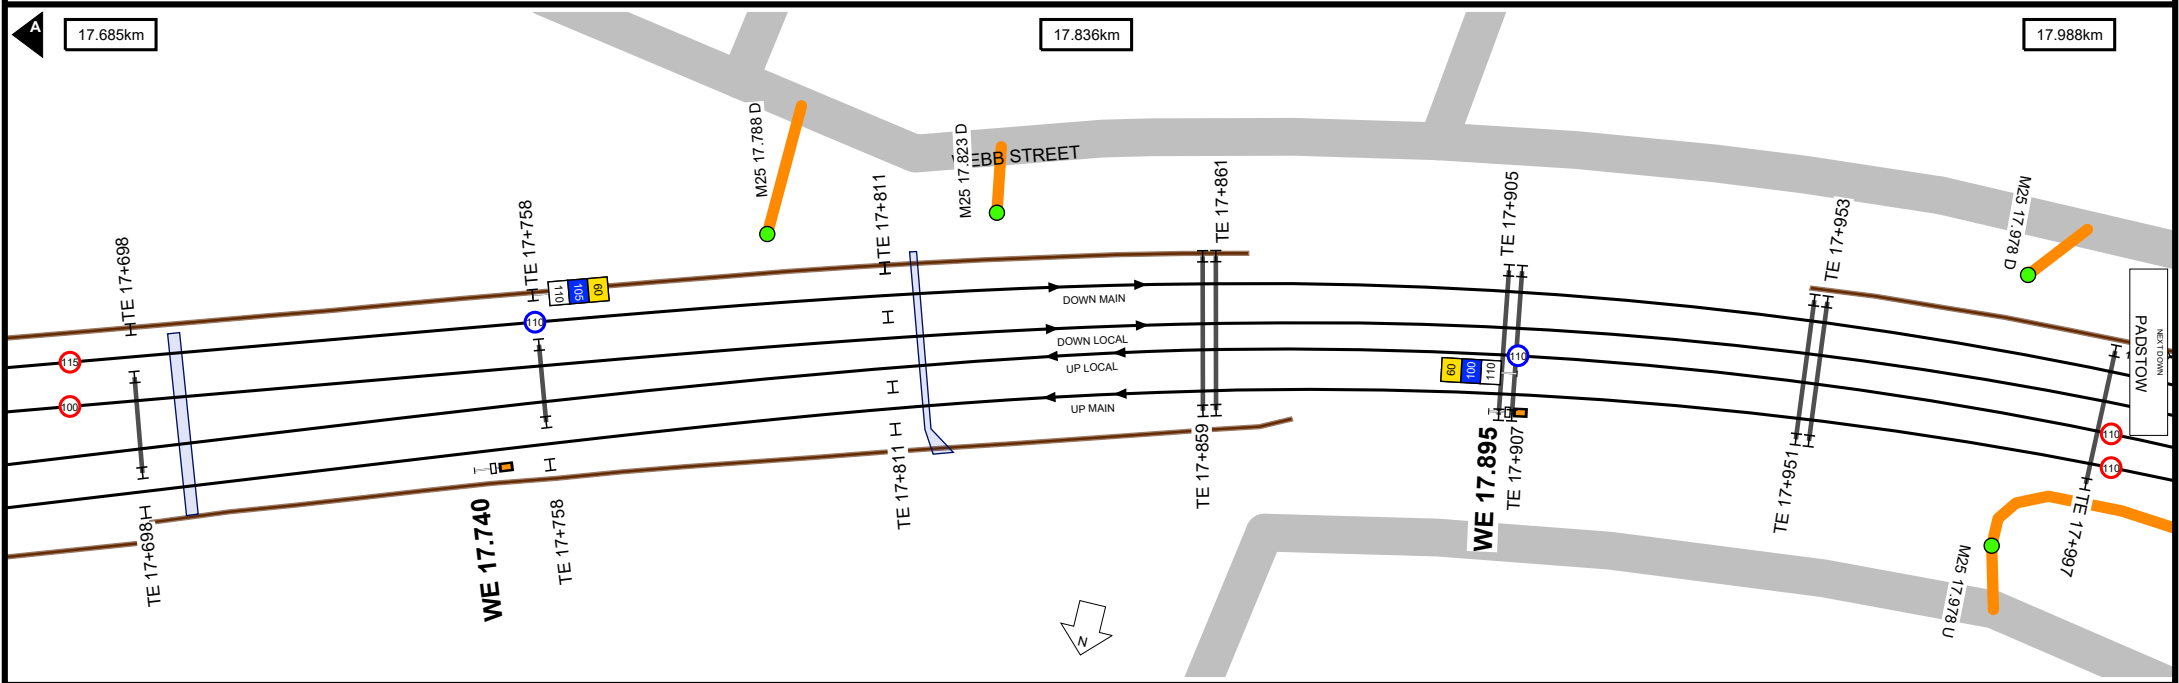 A
17.685km
17.836km
17.988km
M25 17.788 D
M25 17.823 D
WEBB STREET
TE 17+698
TE 17+758
TE 17+811
TE 17+861
TE 17+905
TE 17+953
M25 17.978 D
110
105
60
110
115
100
DOWN MAIN
DOWN LOCAL
UP LOCAL
UP MAIN
60
100
110
110
NEXT DOWN
PADSTOW
110
110
TE 17+698
WE 17.740
TE 17+758
TE 17+811
TE 17+859
WE 17.895
TE 17+907
TE 17+951
TE 17+997
M25 17.978 U
N